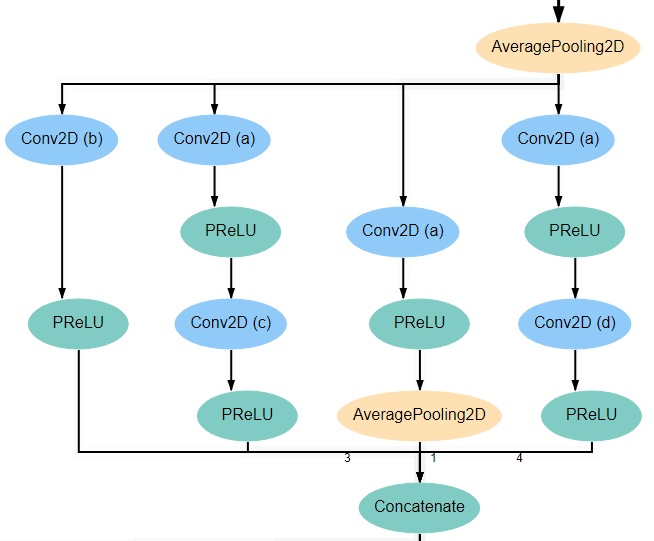 AveragePooling2D
Conv2D (b)
Conv2D (a)
Conv2D (a)
PReLU
Conv2D (a)
PReLU
PReLU
Conv2D (c)
PReLU
Conv2D (d)
PReLU
AveragePooling2D
PReLU
3
1
4
Concatenate